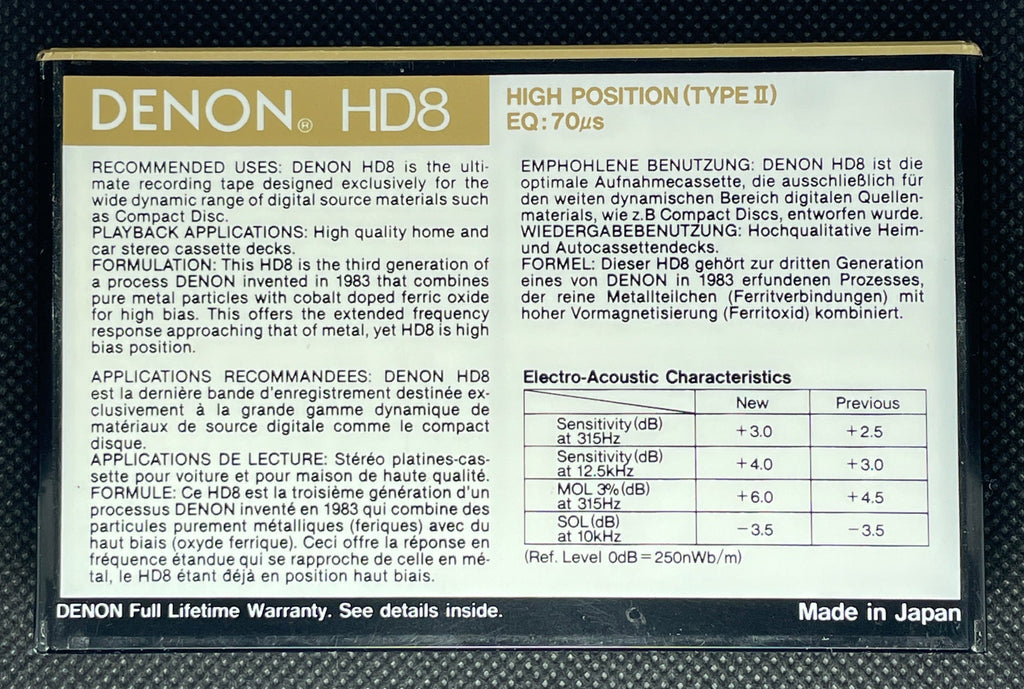 DENON® HD8
HIGH POSITION (TYPE II)
EQ: 70μs
RECOMMENDED USES: DENON HD8 is the ulti-
mate recording tape designed exclusively for the
wide dynamic range of digital source materials such
as Compact Disc.
PLAYBACK APPLICATIONS: High quality home and
car stereo cassette decks.
FORMULATION: This HD8 is the third generation of
a process DENON invented in 1983 that combines
pure metal particles with cobalt doped ferric oxide
for high bias. This offers the extended frequency
response approaching that of metal, yet HD8 is high
bias position.
APPLICATIONS RECOMMANDEES: DENON HD8
est la dernière bande d'enregistrement destinée ex-
clusivement à la grande gamme dynamique de
matériaux de source digitale comme le compact
disque.
APPLICATIONS DE LECTURE: Stéréo platines-cas-
sette pour voiture et pour maison de haute qualité.
FORMULE: Ce HD8 est la troisième génération d'un
processus DENON inventé en 1983 qui combine des
particules purement métalliques (feriques) avec du
haut biais (oxyde ferrique). Ceci offre la réponse en
fréquence étandue qui se rapproche de celle en mé-
tal, le HD8 étant déjà en position haut biais.
EMPHOHLENE BENUTZUNG: DENON HD8 ist die
optimale Aufnahmecassette, die ausschließlich für
den weiten dynamischen Bereich digitalen Quellen-
materials, wie z.B Compact Discs, entworfen wurde.
WIEDERGABEBENUTZUNG: Hochqualitative Heim-
und Autocassettendecks.
FORMEL: Dieser HD8 gehört zur dritten Generation
eines von DENON in 1983 erfundenen Prozesses,
der reine Metallteilchen (Ferritverbindungen) mit
hoher Vormagnetisierung (Ferritoxid) kombiniert.
Electro-Acoustic Characteristics
New Previous
Sensitivity (dB)
at 315Hz +3.0 +2.5
Sensitivity (dB)
at 12.5kHz +4.0 +3.0
MOL 3% (dB)
at 315Hz +6.0 +4.5
SOL (dB)
at 10kHz −3.5 −3.5
(Ref. Level 0dB = 250nWb/m)
DENON Full Lifetime Warranty. See details inside.
Made in Japan